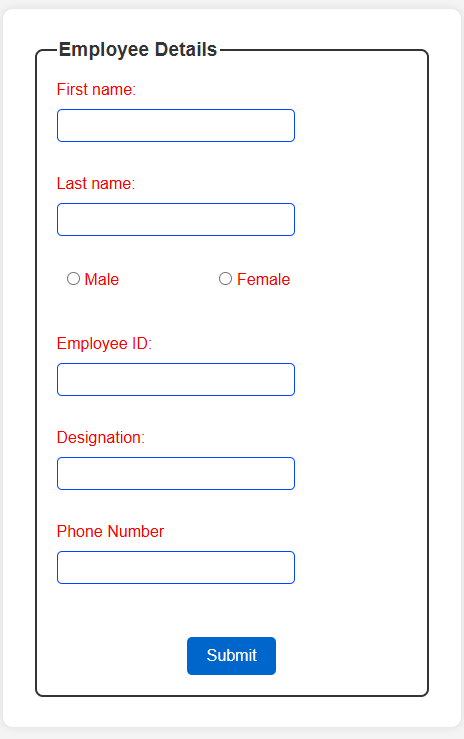 Employee Details
First name:
Last name:
Male Female
Employee ID:
Designation:
Phone Number
Submit